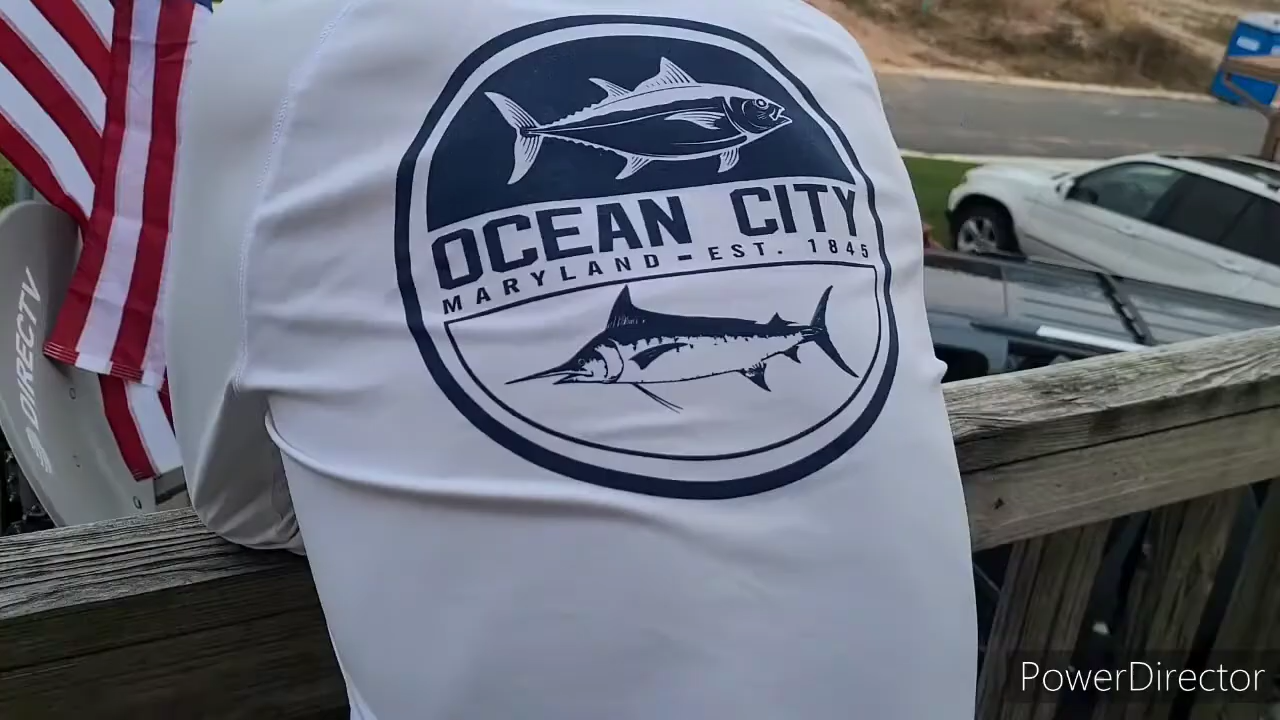 OCEAN CITY
MARYLAND - EST. 1845
DIRECTV
PowerDirector